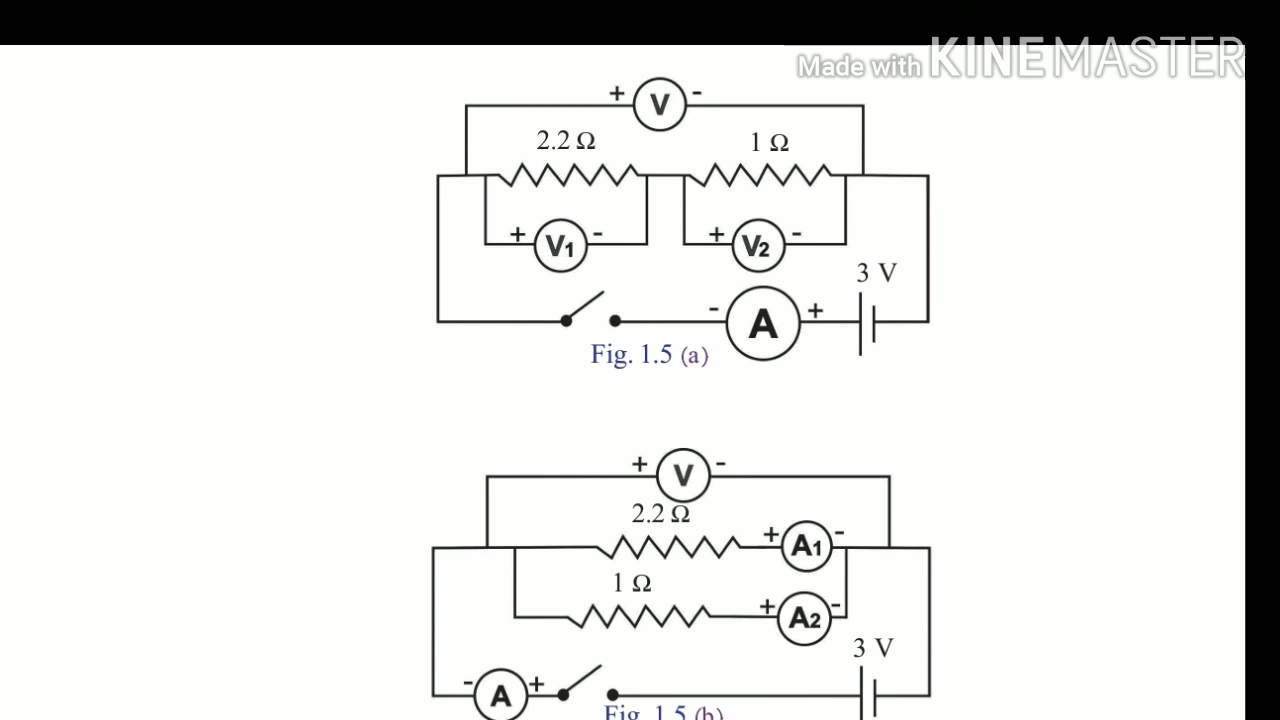 Made with KINEMASTER
+ V -
2.2 Ω 1 Ω
+ V1 - + V2 -
3 V
- A +
Fig. 1.5 (a)
+ V -
2.2 Ω
+ A1 -
1 Ω
+ A2 -
3 V
- A +
Fig. 1.5 (b)